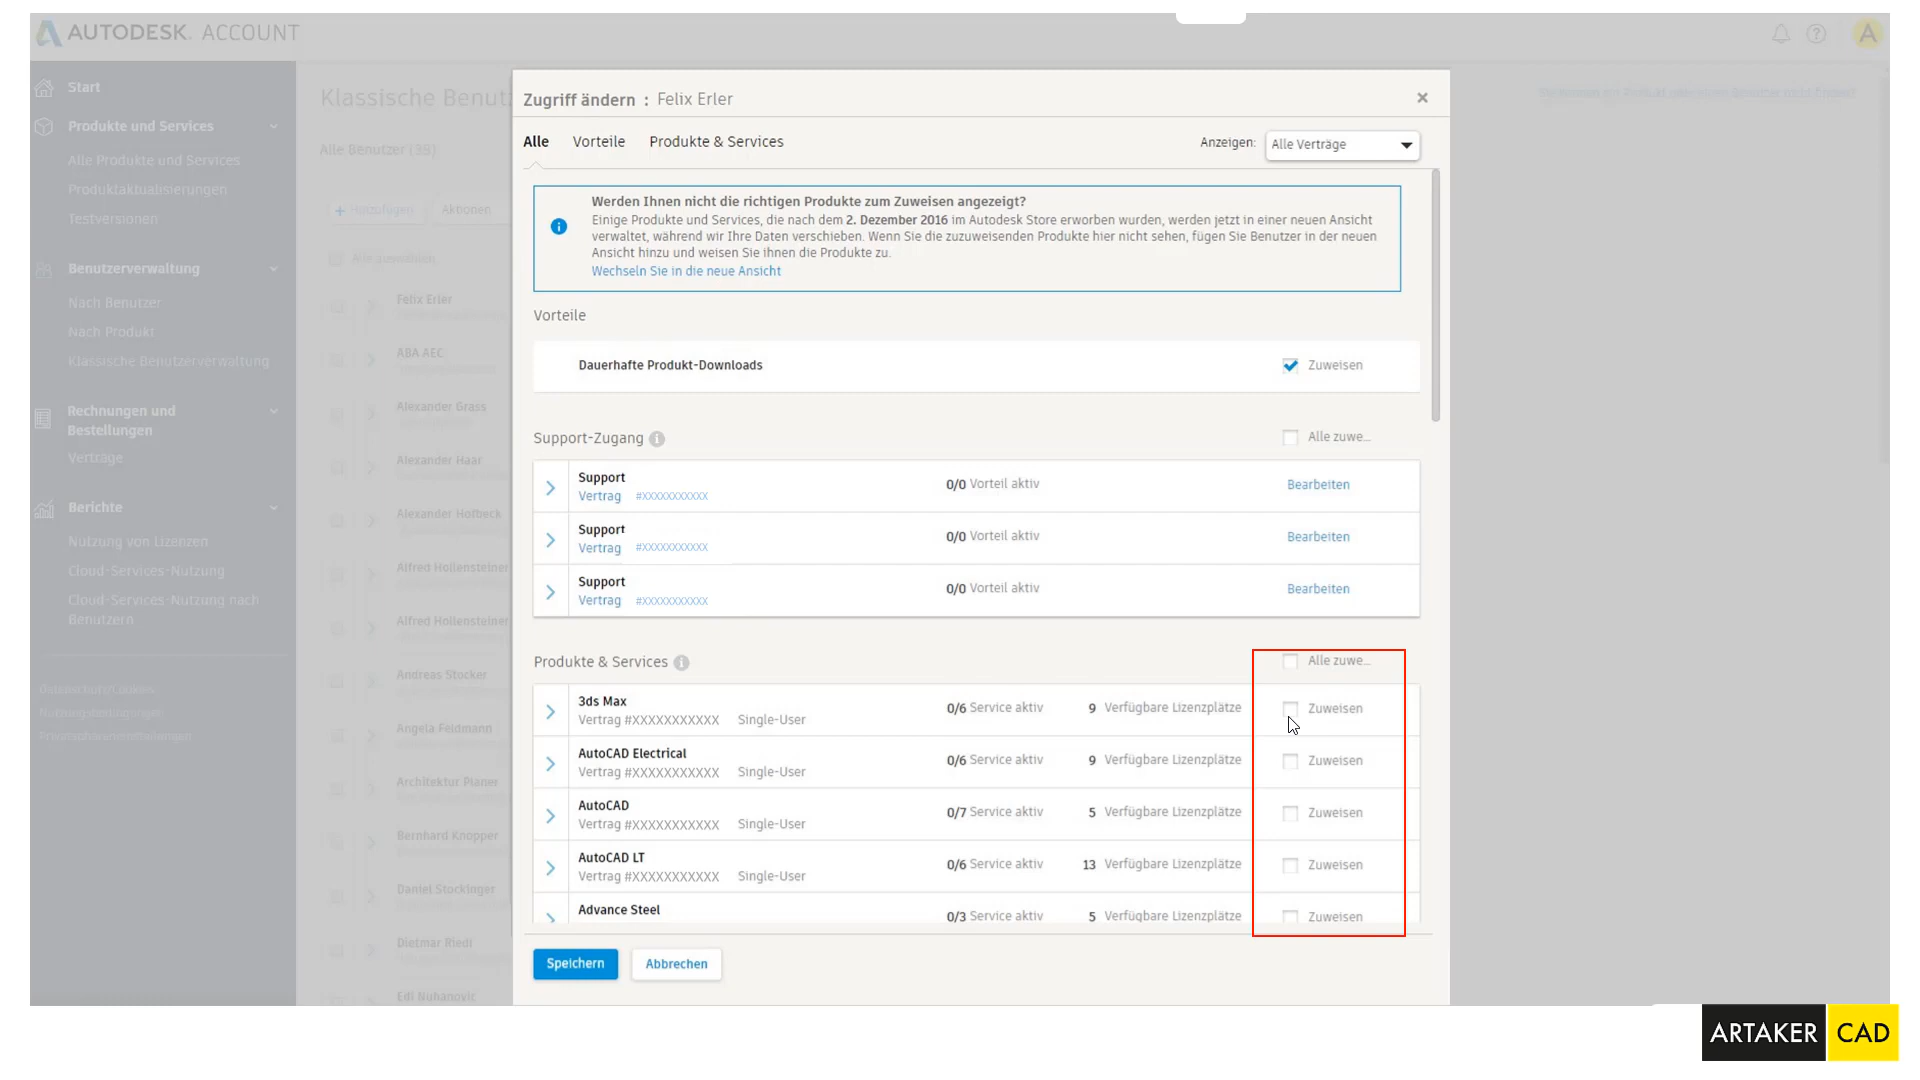 AUTODESK. ACCOUNT
A
Start
Produkte und Services
Alle Produkte und Services
Produktaktualisierungen
Testversionen
Benutzerverwaltung
Nach Benutzer
Nach Produkt
Klassische Benutzerverwaltung
Rechnungen und
Bestellungen
Verträge
Berichte
Nutzung von Lizenzen
Cloud-Services-Nutzung
Cloud-Services-Nutzung nach
Benutzern
Klassische Benutz
Alle Benutzer (39)
+ Hinzufügen
Aktionen
Alle auswählen
Felix Erler
ABA AEC
Alexander Grass
Alexander Haar
Alexander Hofbeck
Alfred Hollensteiner
Alfred Hollensteiner
Andreas Stocker
Angela Feldmann
Architektur Planer
Bernhard Knopper
Daniel Stockinger
Dietmar Riedl
Edi Nuhanovic
Zugriff ändern : Felix Erler
Alle Vorteile Produkte & Services
Anzeigen: Alle Verträge
Werden Ihnen nicht die richtigen Produkte zum Zuweisen angezeigt?
Einige Produkte und Services, die nach dem 2. Dezember 2016 im Autodesk Store erworben wurden, werden jetzt in einer neuen Ansicht
verwaltet, während wir Ihre Daten verschieben. Wenn Sie die zuzuweisenden Produkte hier nicht sehen, fügen Sie Benutzer in der neuen
Ansicht hinzu und weisen Sie ihnen die Produkte zu.
Wechseln Sie in die neue Ansicht
Vorteile
Dauerhafte Produkt-Downloads Zuweisen
Support-Zugang Alle zuwe...
Support
Vertrag #XXXXXXXXXXX
0/0 Vorteil aktiv Bearbeiten
Support
Vertrag #XXXXXXXXXXX
0/0 Vorteil aktiv Bearbeiten
Support
Vertrag #XXXXXXXXXXX
0/0 Vorteil aktiv Bearbeiten
Produkte & Services Alle zuwe...
3ds Max
Vertrag #XXXXXXXXXXX Single-User
0/6 Service aktiv 9 Verfügbare Lizenzplätze Zuweisen
AutoCAD Electrical
Vertrag #XXXXXXXXXXX Single-User
0/6 Service aktiv 9 Verfügbare Lizenzplätze Zuweisen
AutoCAD
Vertrag #XXXXXXXXXXX Single-User
0/7 Service aktiv 5 Verfügbare Lizenzplätze Zuweisen
AutoCAD LT
Vertrag #XXXXXXXXXXX Single-User
0/6 Service aktiv 13 Verfügbare Lizenzplätze Zuweisen
Advance Steel
0/3 Service aktiv 5 Verfügbare Lizenzplätze Zuweisen
Speichern Abbrechen
ARTAKER CAD